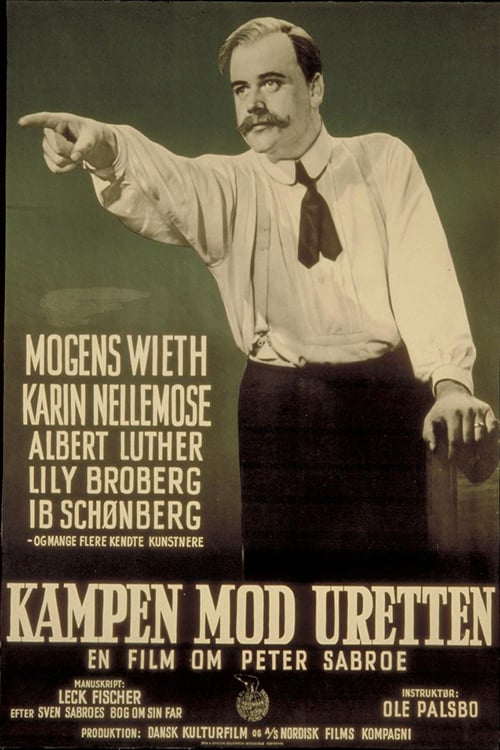 MOGENS WIETH
KARIN NELLEMOSE
ALBERT LUTHER
LILY BROBERG
IB SCHØNBERG
- OG MANGE FLERE KENDTE KUNSTNERE
KAMPEN MOD URETTEN
EN FILM OM PETER SABROE
MANUSKRIPT:
LECK FISCHER
EFTER SVEN SABROES BOG OM SIN FAR
INSTRUKTØR:
OLE PALSBO
PRODUKTION: DANSK KULTURFILM OG A/S NORDISK FILMS KOMPAGNI